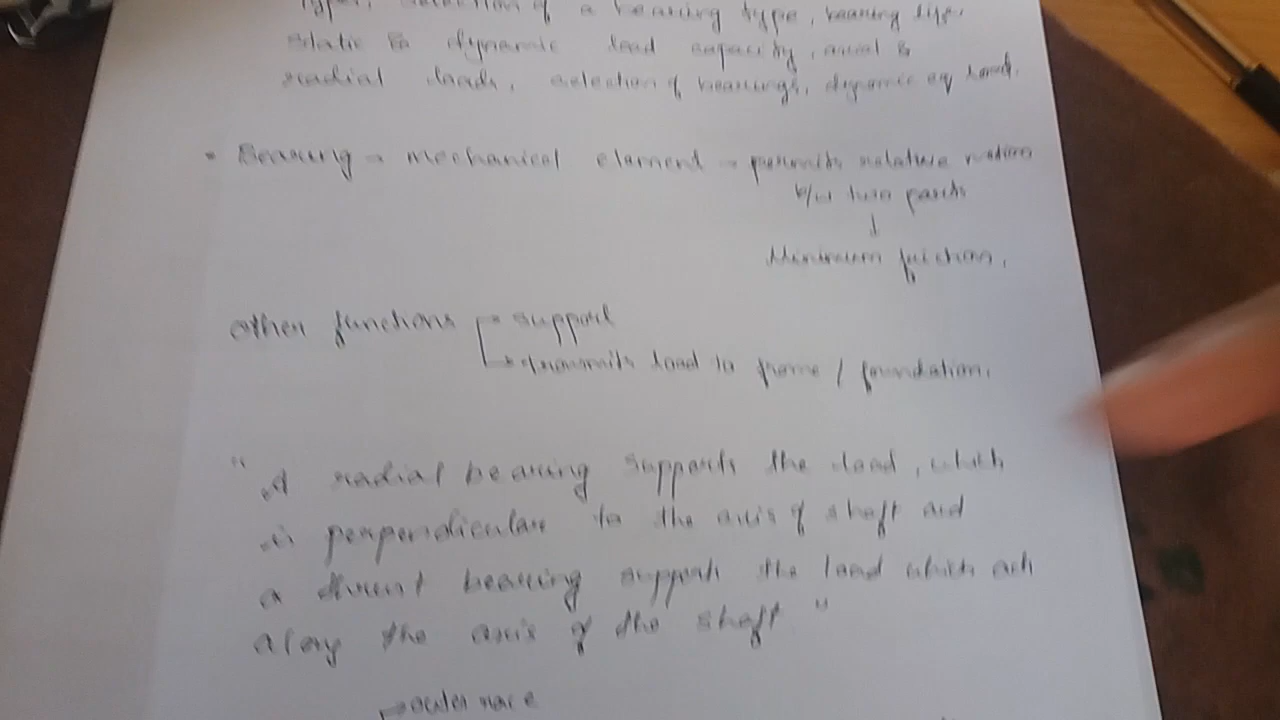 types, selection of a bearing type, bearing life
static & dynamic load capacity, axial &
radial loads, selection of bearings, dynamic eq load.
• Bearing → mechanical element → permits relative motion
b/w two parts
↓
Minimum friction.
other functions → support
→ transmits load to frame / foundation.
" A radial bearing supports the load, which
is perpendicular to the axis of shaft and
a thrust bearing supports the load which acts
along the axis of the shaft "
→ outer race